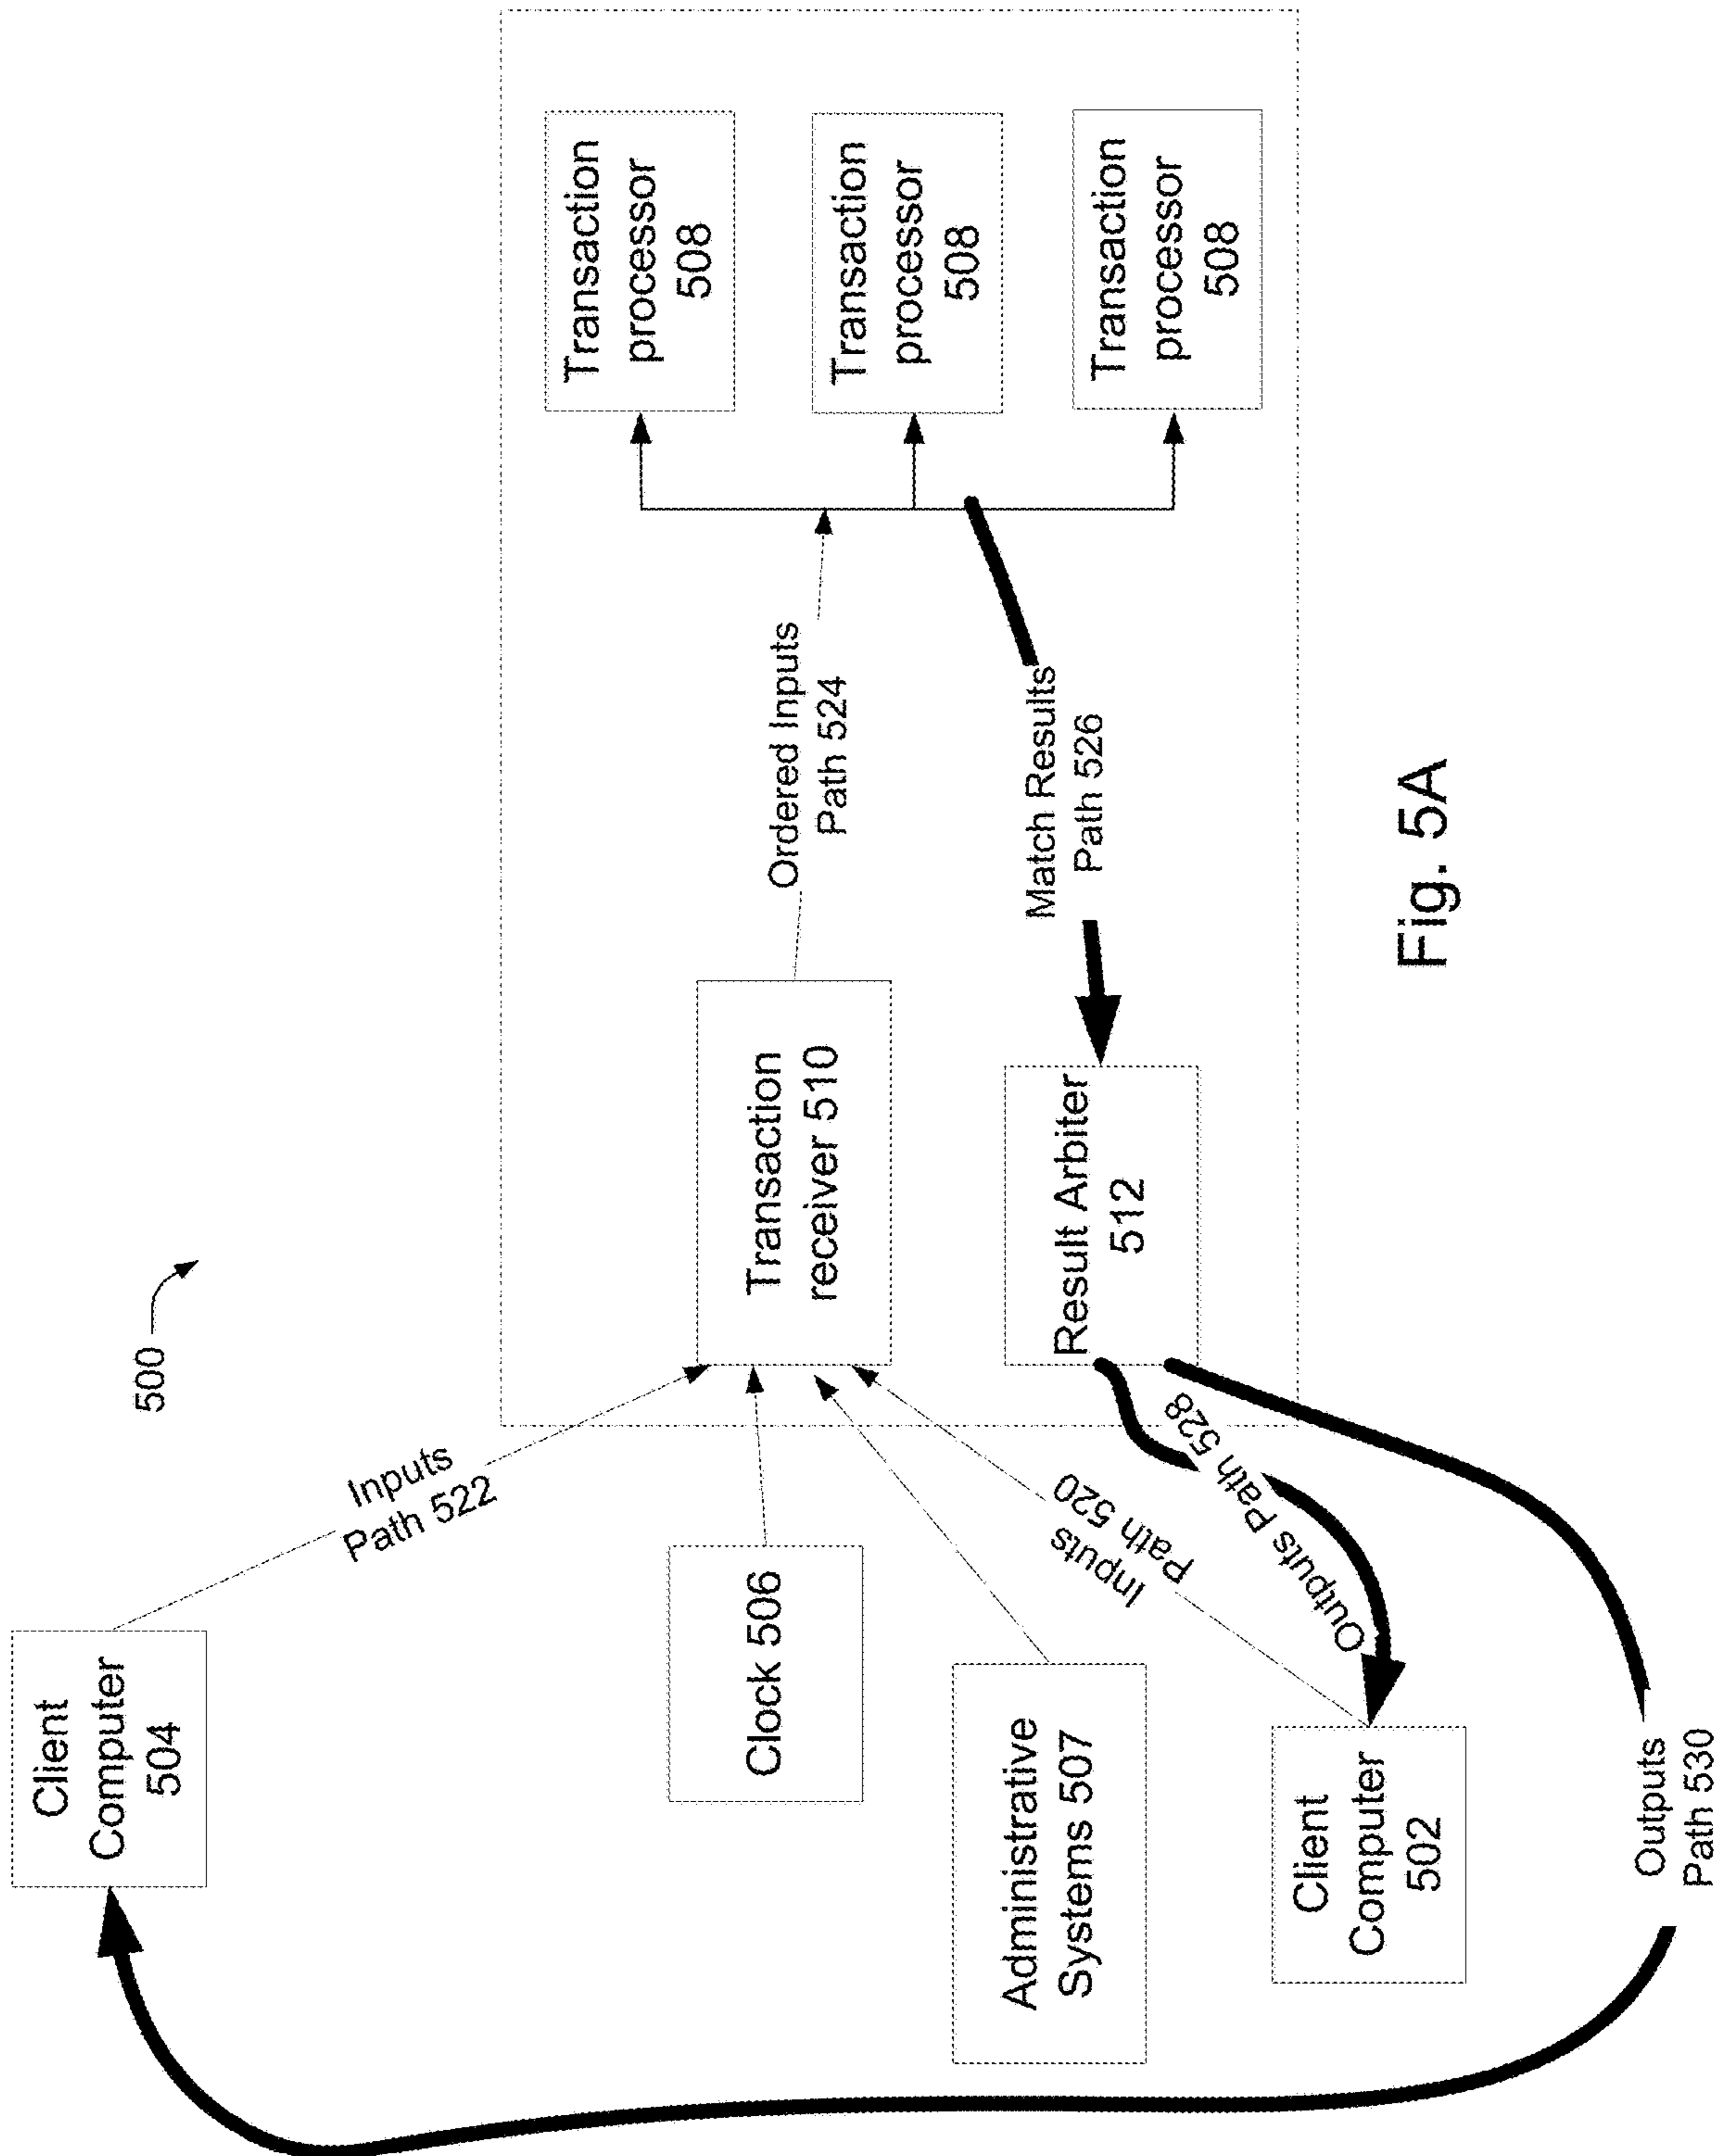 500
Client
Computer
504
Inputs
Path 522
Clock 506
Administrative
Systems 507
Client
Computer
502
Inputs
Path 520
Outputs Path 528
Outputs
Path 530
Transaction
receiver 510
Result Arbiter
512
Ordered Inputs
Path 524
Match Results
Path 526
Transaction
processor
508
Transaction
processor
508
Transaction
processor
508
Fig. 5A